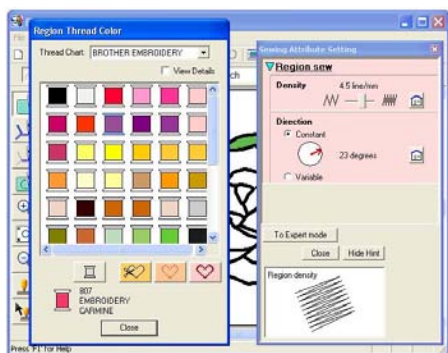 Region Thread Color
Thread Chart: BROTHER EMBROIDERY
View Details
807
EMBROIDERY
CARMINE
Close
Sewing Attribute Setting
Region sew
Density
4.5 line/mm
Direction
Constant
23 degrees
Variable
To Expert mode
Close
Hide Hint
Region density
Press 'F1' for Help